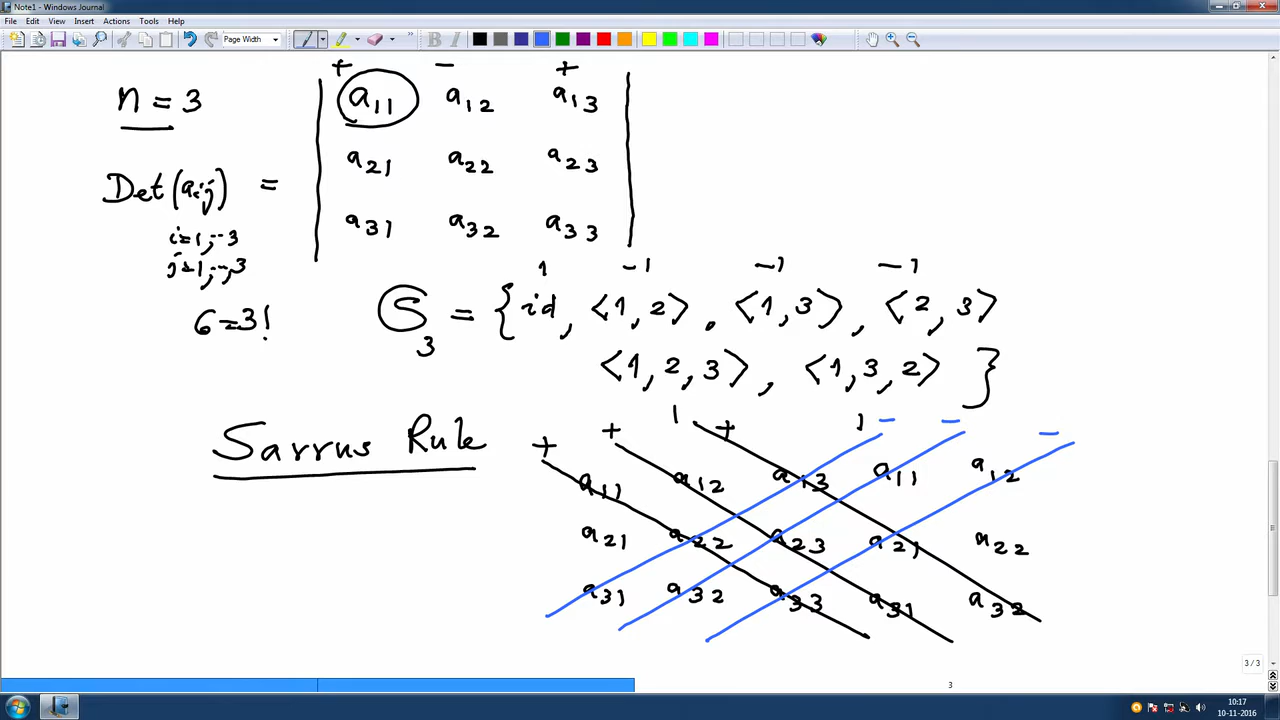 Note1 - Windows Journal
File Edit View Insert Actions Tools Help
Page Width
+ − +
n = 3
a11 a12 a13
a21 a22 a23
a31 a32 a33
Det(aij) =
i=1,--3
j=1,--,3
6=3!
1 −1 −1 −1
S3 = {id, <1, 2>, <1, 3>, <2, 3>
<1, 2, 3>, <1, 3, 2> }
1 1
Sarrus Rule
+ + + − − −
a11 a12 a13 a11 a12
a21 a22 a23 a21 a22
a31 a32 a33 a31 a32
3 / 3
3
10:17
10-11-2016